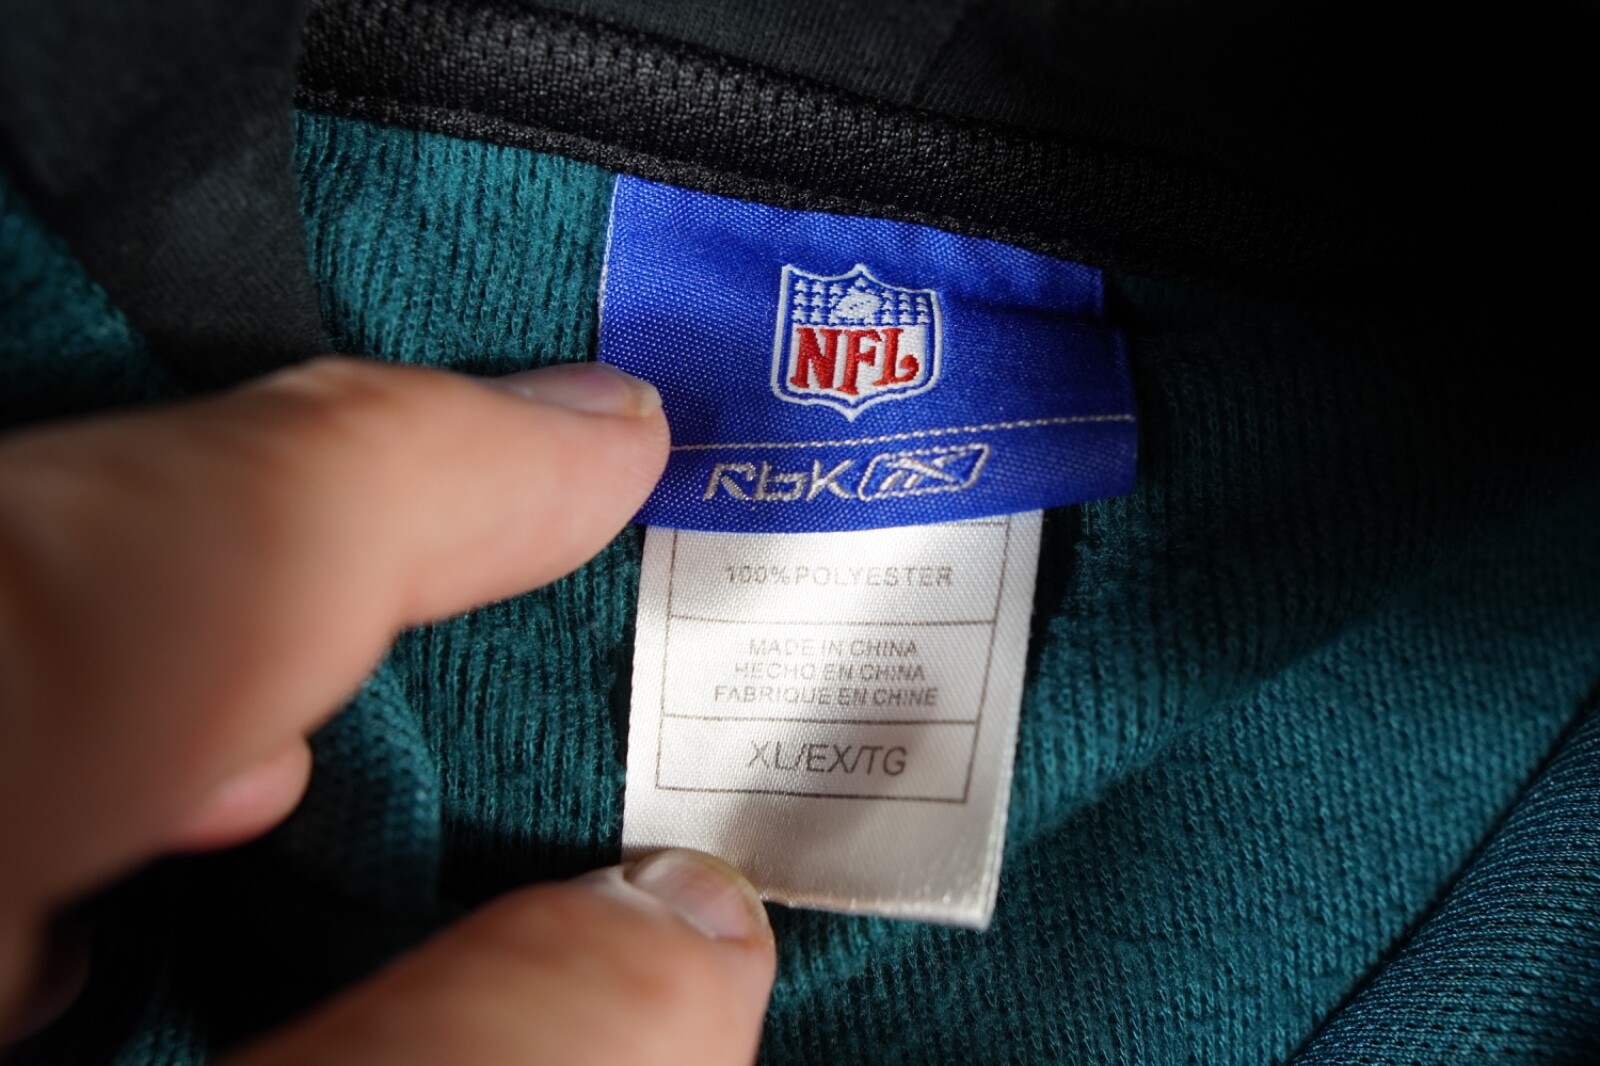 NFL
RbK
100% POLYESTER
MADE IN CHINA
HECHO EN CHINA
FABRIQUE EN CHINE
XL/EX/TG